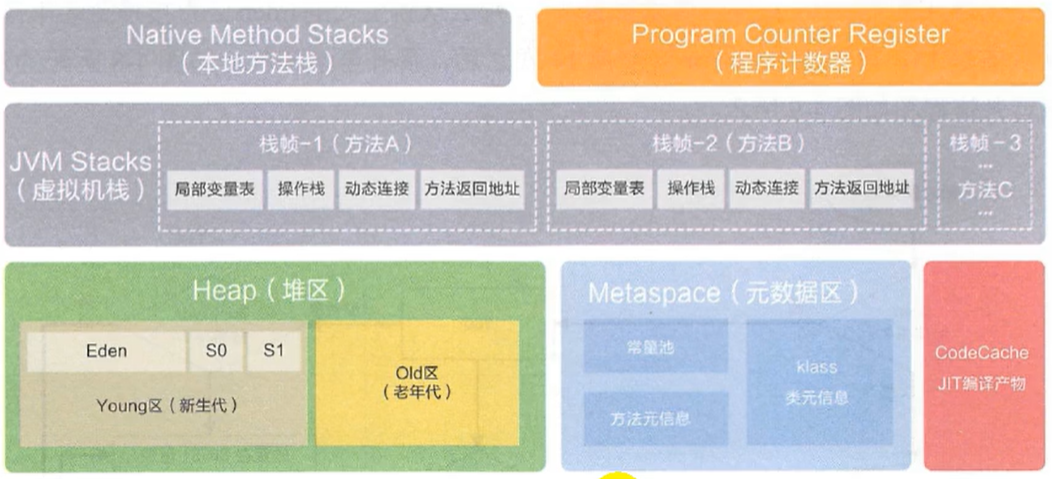 Native Method Stacks
（本地方法栈）
Program Counter Register
（程序计数器）
JVM Stacks
（虚拟机栈）
栈帧-1（方法A）
局部变量表
操作栈
动态连接
方法返回地址
栈帧-2（方法B）
局部变量表
操作栈
动态连接
方法返回地址
栈帧-3
...
方法C
...
Heap（堆区）
Eden
S0
S1
Young区（新生代）
Old区
（老年代）
Metaspace（元数据区）
常量池
方法元信息
klass
类元信息
CodeCache
JIT编译产物